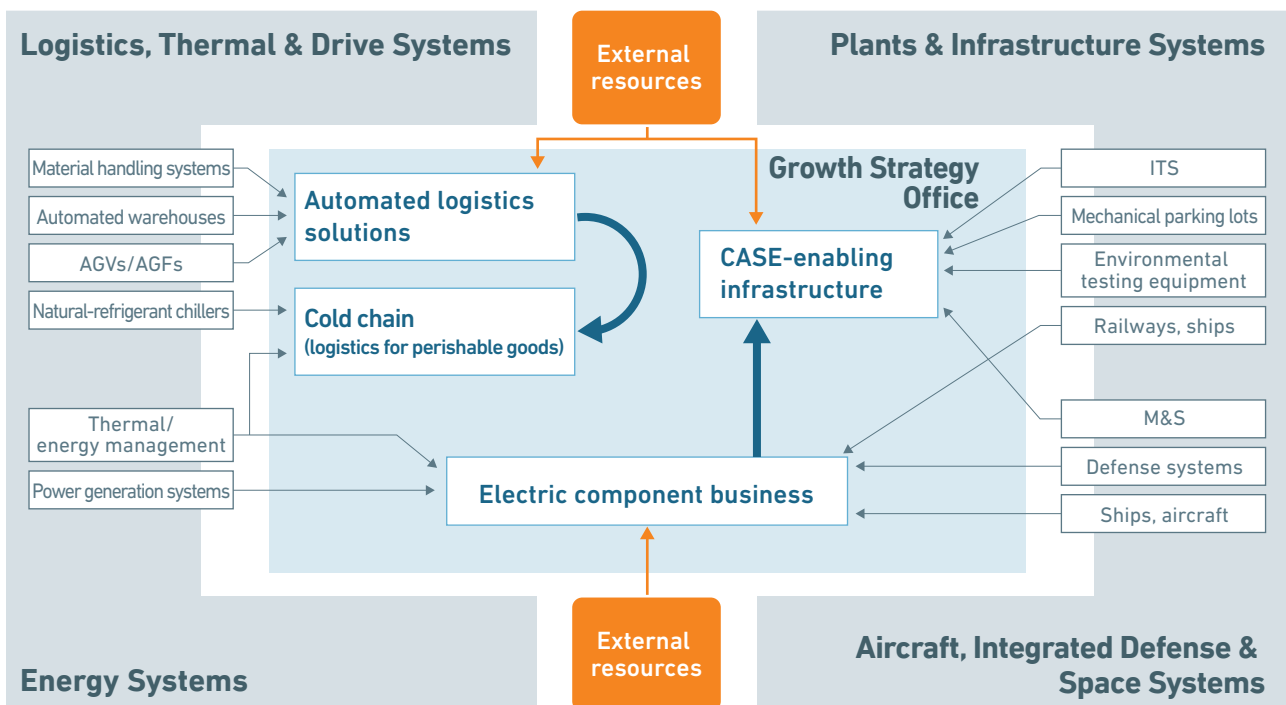 Logistics, Thermal & Drive Systems
External
resources
Plants & Infrastructure Systems
Growth Strategy
Office
Material handling systems
Automated warehouses
AGVs/AGFs
Natural-refrigerant chillers
Thermal/
energy management
Power generation systems
Automated logistics
solutions
Cold chain
(logistics for perishable goods)
CASE-enabling
infrastructure
Electric component business
ITS
Mechanical parking lots
Environmental
testing equipment
Railways, ships
M&S
Defense systems
Ships, aircraft
Energy Systems
External
resources
Aircraft, Integrated Defense &
Space Systems